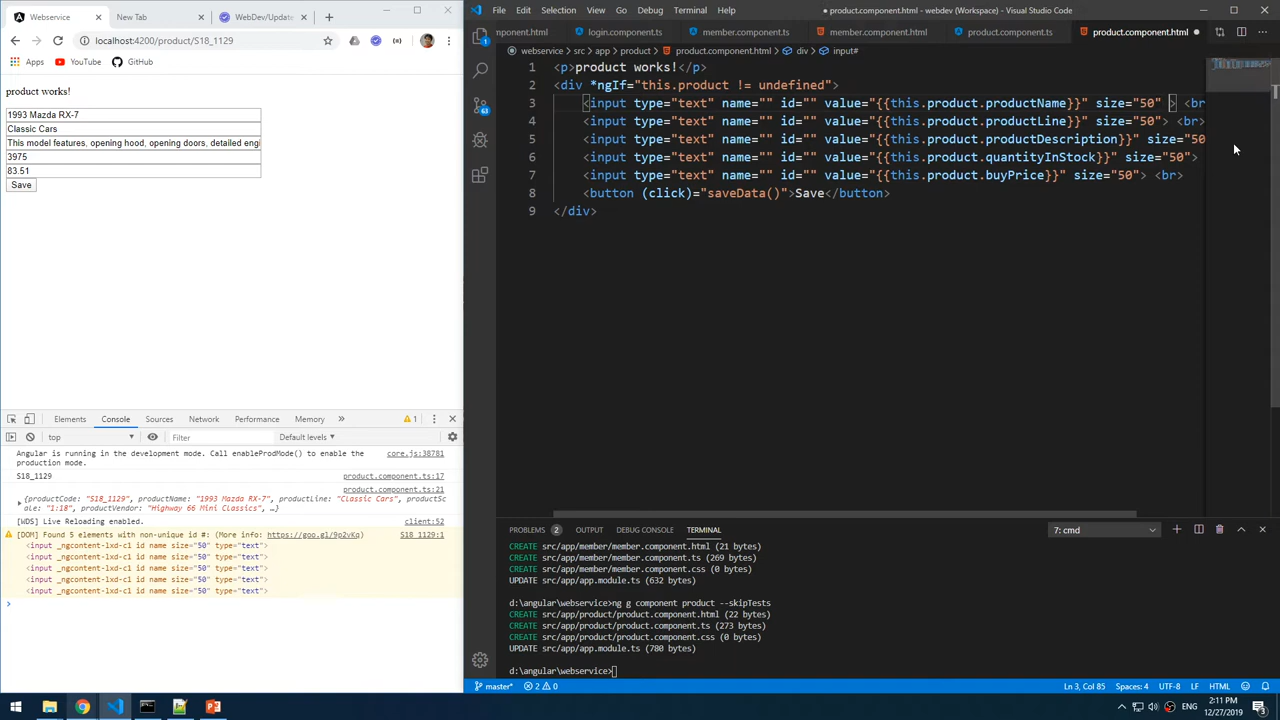 Webservice
New Tab
WebDev/Update
localhost:4200/product/S18_1129
Apps
YouTube
GitHub
product works!
1993 Mazda RX-7
Classic Cars
This model features, opening hood, opening doors, detailed engi
3975
83.51
Save
Elements
Console
Sources
Network
Performance
Memory
1
top
Filter
Default levels
Angular is running in the development mode. Call enableProdMode() to enable the production mode.
core.js:38781
S18_1129
product.component.ts:17
product.component.ts:21
{productCode: "S18_1129", productName: "1993 Mazda RX-7", productLine: "Classic Cars", productSc
ale: "1:18", productVendor: "Highway 66 Mini Classics", …}
[WDS] Live Reloading enabled.
client:52
[DOM] Found 5 elements with non-unique id #: (More info: https://goo.gl/9p2vKq)
S18_1129:1
<input _ngcontent-lxd-c1 id name size="50" type="text">
<input _ngcontent-lxd-c1 id name size="50" type="text">
<input _ngcontent-lxd-c1 id name size="50" type="text">
<input _ngcontent-lxd-c1 id name size="50" type="text">
<input _ngcontent-lxd-c1 id name size="50" type="text">
File Edit Selection View Go Debug Terminal Help
● product.component.html - webdev (Workspace) - Visual Studio Code
mponent.html
login.component.ts
member.component.ts
member.component.html
product.component.ts
product.component.html
webservice > src > app > product > product.component.html > div > input#
1 <p>product works!</p>
2 <div *ngIf="this.product != undefined">
3 <input type="text" name="" id="" value="{{this.product.productName}}" size="50" > <br
4 <input type="text" name="" id="" value="{{this.product.productLine}}" size="50"> <br>
5 <input type="text" name="" id="" value="{{this.product.productDescription}}" size="50
6 <input type="text" name="" id="" value="{{this.product.quantityInStock}}" size="50">
7 <input type="text" name="" id="" value="{{this.product.buyPrice}}" size="50"> <br>
8 <button (click)="saveData()">Save</button>
9 </div>
63
PROBLEMS 2 OUTPUT DEBUG CONSOLE TERMINAL
7: cmd
CREATE src/app/member/member.component.html (21 bytes)
CREATE src/app/member/member.component.ts (269 bytes)
CREATE src/app/member/member.component.css (0 bytes)
UPDATE src/app/app.module.ts (632 bytes)
d:\angular\webservice>ng g component product --skipTests
CREATE src/app/product/product.component.html (22 bytes)
CREATE src/app/product/product.component.ts (273 bytes)
CREATE src/app/product/product.component.css (0 bytes)
UPDATE src/app/app.module.ts (780 bytes)
d:\angular\webservice>
master*
2 0
Ln 3, Col 85
Spaces: 4
UTF-8
LF
HTML
ENG
2:11 PM
12/27/2019
3